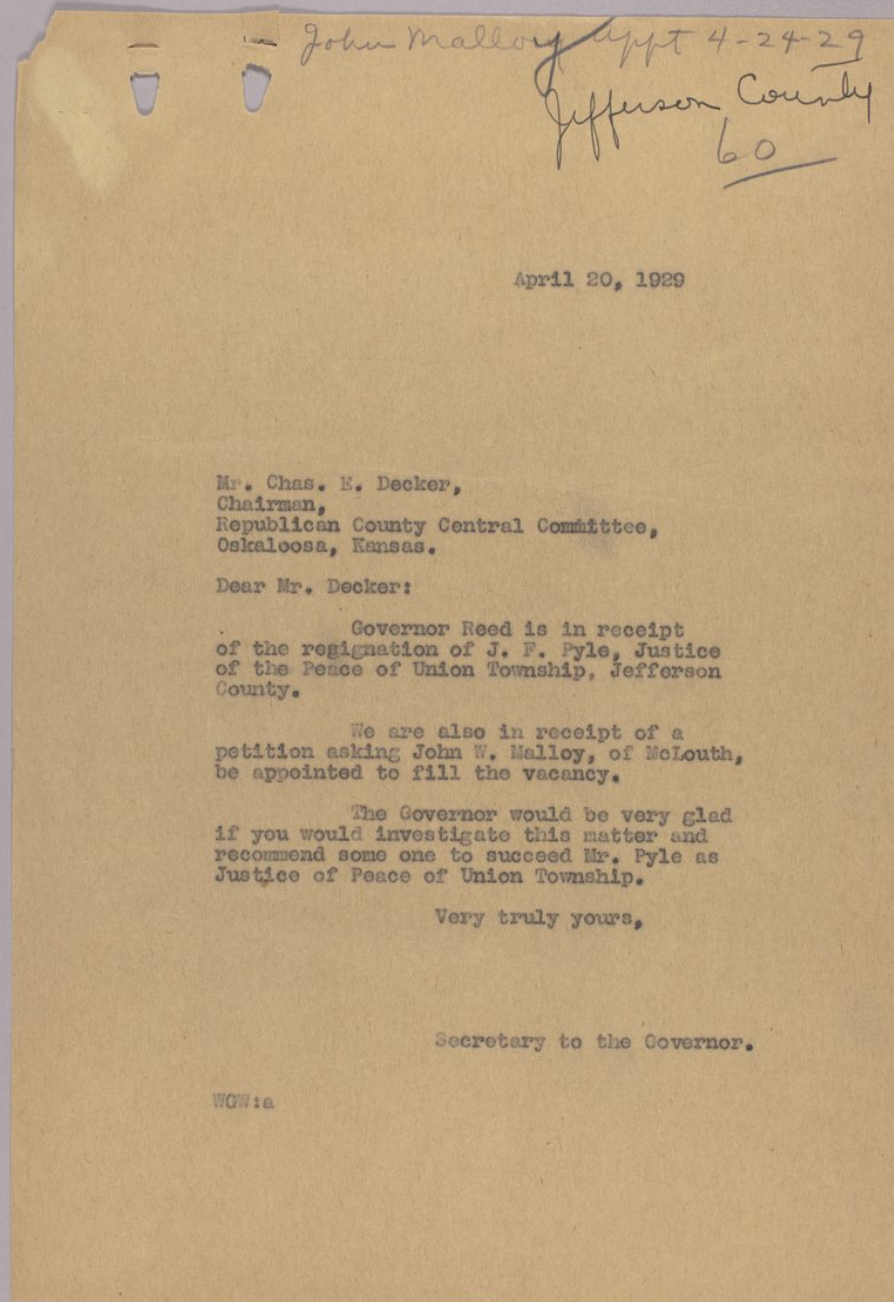 John Malloy Appt 4-24-29
Jefferson County
60
April 20, 1929
Mr. Chas. E. Decker,
Chairman,
Republican County Central Committee,
Oskaloosa, Kansas.
Dear Mr. Decker:
Governor Reed is in receipt
of the resignation of J. F. Pyle, Justice
of the Peace of Union Township, Jefferson
County.
We are also in receipt of a
petition asking John W. Malloy, of McLouth,
be appointed to fill the vacancy.
The Governor would be very glad
if you would investigate this matter and
recommend some one to succeed Mr. Pyle as
Justice of Peace of Union Township.
Very truly yours,
Secretary to the Governor.
WGW:a